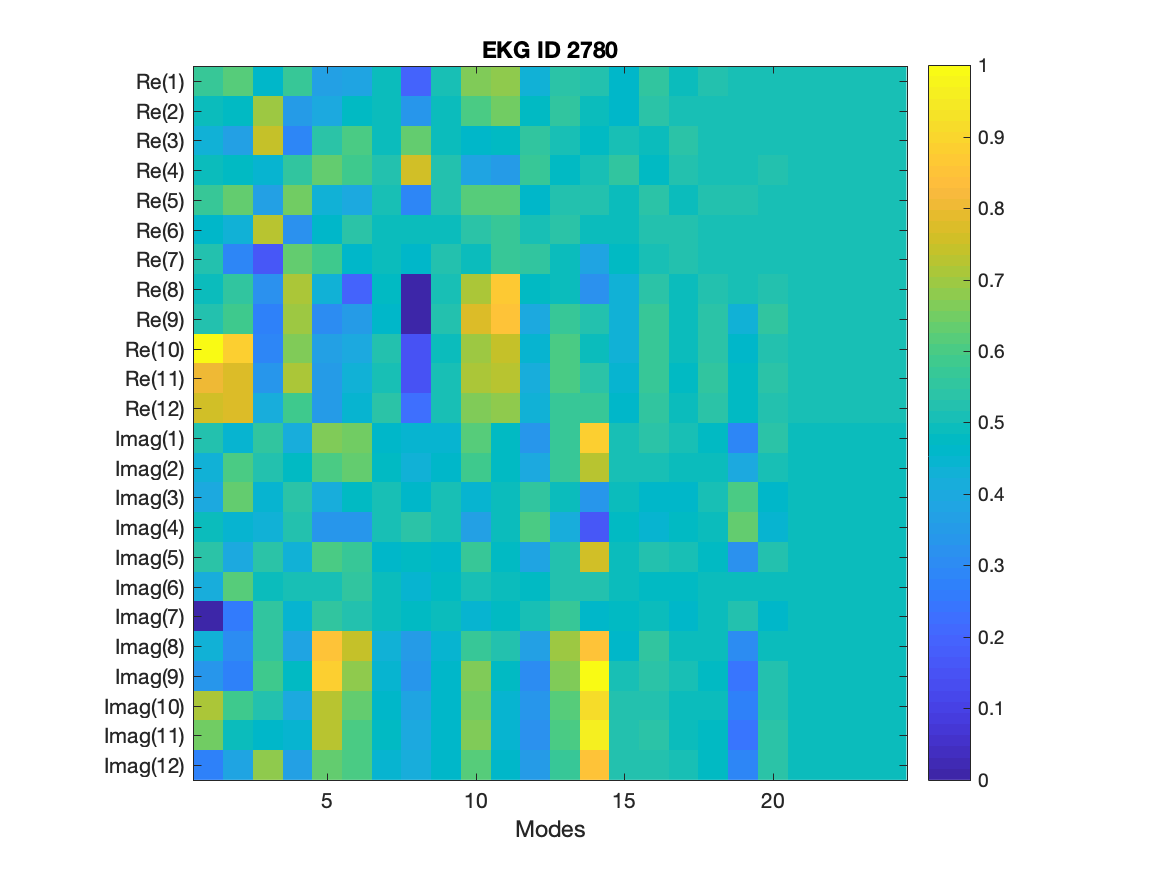 EKG ID 2780
Re(1)
Re(2)
Re(3)
Re(4)
Re(5)
Re(6)
Re(7)
Re(8)
Re(9)
Re(10)
Re(11)
Re(12)
Imag(1)
Imag(2)
Imag(3)
Imag(4)
Imag(5)
Imag(6)
Imag(7)
Imag(8)
Imag(9)
Imag(10)
Imag(11)
Imag(12)
5 10 15 20
Modes
1
0.9
0.8
0.7
0.6
0.5
0.4
0.3
0.2
0.1
0